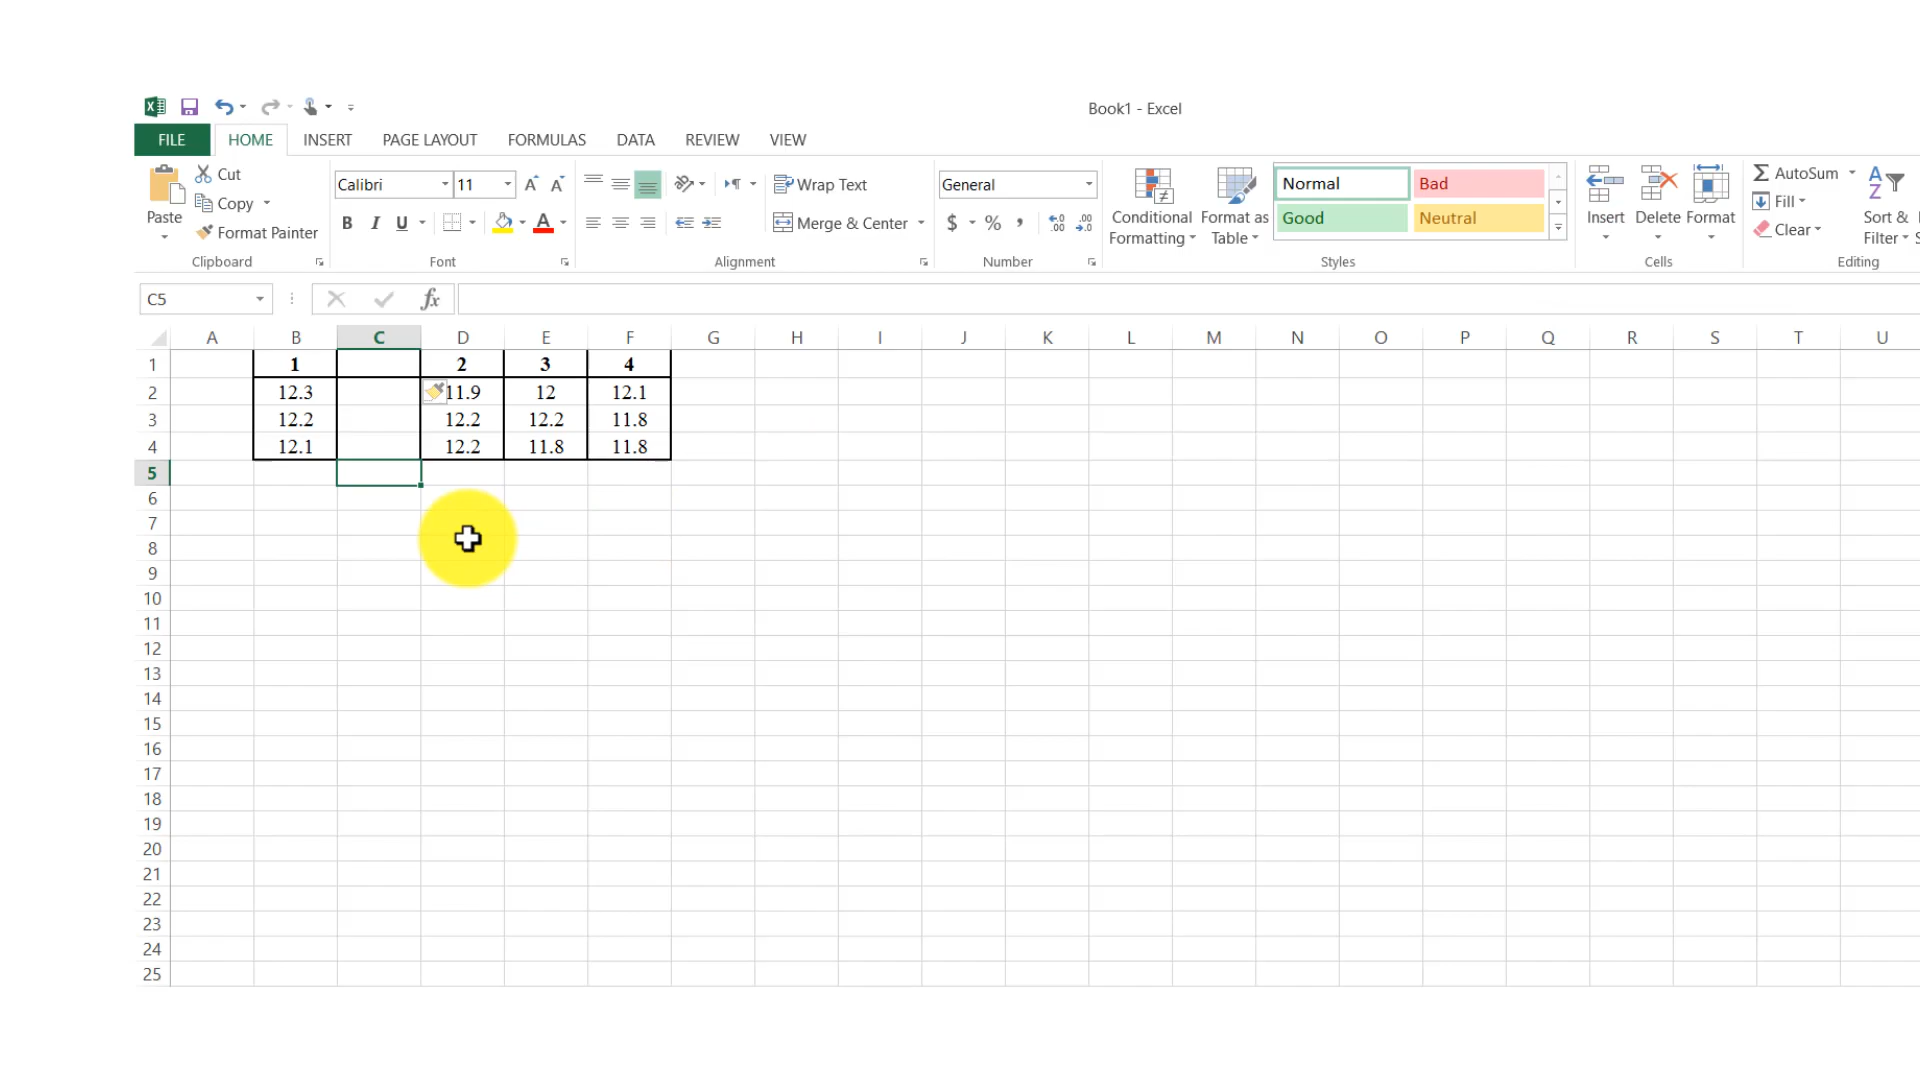 Book1 - Excel
FILE HOME INSERT PAGE LAYOUT FORMULAS DATA REVIEW VIEW
Paste
Cut
Copy
Format Painter
Clipboard
Calibri 11
B I U
Font
Wrap Text
Merge & Center
Alignment
General
$ % ,
Number
Conditional Formatting
Format as Table
Normal Bad
Good Neutral
Styles
Insert Delete Format
Cells
AutoSum
Fill
Clear
Sort &
Filter
Editing
C5 fx
A B C D E F G H I J K L M N O P Q R S T U
1 1 2 3 4
2 12.3 11.9 12 12.1
3 12.2 12.2 12.2 11.8
4 12.1 12.2 11.8 11.8
5
6
7
8
9
10
11
12
13
14
15
16
17
18
19
20
21
22
23
24
25